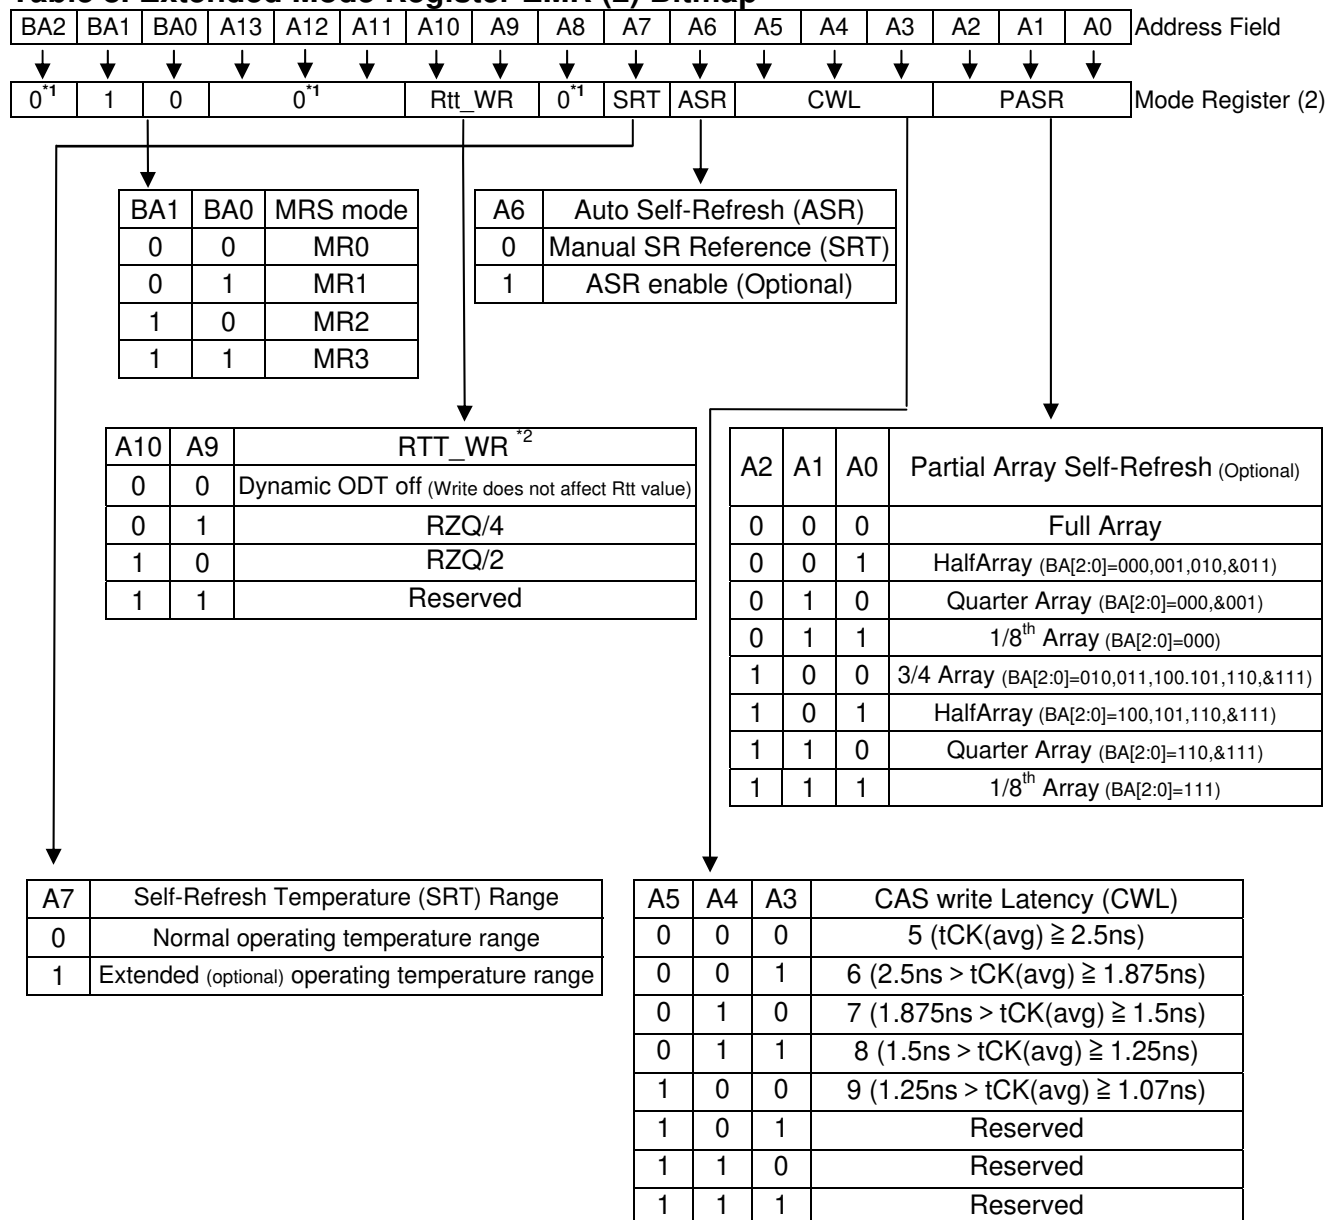 Table 8. Extended Mode Register EMR (2) Bitmap
BA2 BA1 BA0 A13 A12 A11 A10 A9 A8 A7 A6 A5 A4 A3 A2 A1 A0 Address Field
0*1 1 0 0*1 Rtt_WR 0*1 SRT ASR CWL PASR Mode Register (2)
BA1 BA0 MRS mode
0 0 MR0
0 1 MR1
1 0 MR2
1 1 MR3
A6 Auto Self-Refresh (ASR)
0 Manual SR Reference (SRT)
1 ASR enable (Optional)
A10 A9 RTT_WR *2
0 0 Dynamic ODT off (Write does not affect Rtt value)
0 1 RZQ/4
1 0 RZQ/2
1 1 Reserved
A2 A1 A0 Partial Array Self-Refresh (Optional)
0 0 0 Full Array
0 0 1 HalfArray (BA[2:0]=000,001,010,&011)
0 1 0 Quarter Array (BA[2:0]=000,&001)
0 1 1 1/8th Array (BA[2:0]=000)
1 0 0 3/4 Array (BA[2:0]=010,011,100.101,110,&111)
1 0 1 HalfArray (BA[2:0]=100,101,110,&111)
1 1 0 Quarter Array (BA[2:0]=110,&111)
1 1 1 1/8th Array (BA[2:0]=111)
A7 Self-Refresh Temperature (SRT) Range
0 Normal operating temperature range
1 Extended (optional) operating temperature range
A5 A4 A3 CAS write Latency (CWL)
0 0 0 5 (tCK(avg) ≧ 2.5ns)
0 0 1 6 (2.5ns > tCK(avg) ≧ 1.875ns)
0 1 0 7 (1.875ns > tCK(avg) ≧ 1.5ns)
0 1 1 8 (1.5ns > tCK(avg) ≧ 1.25ns)
1 0 0 9 (1.25ns > tCK(avg) ≧ 1.07ns)
1 0 1 Reserved
1 1 0 Reserved
1 1 1 Reserved